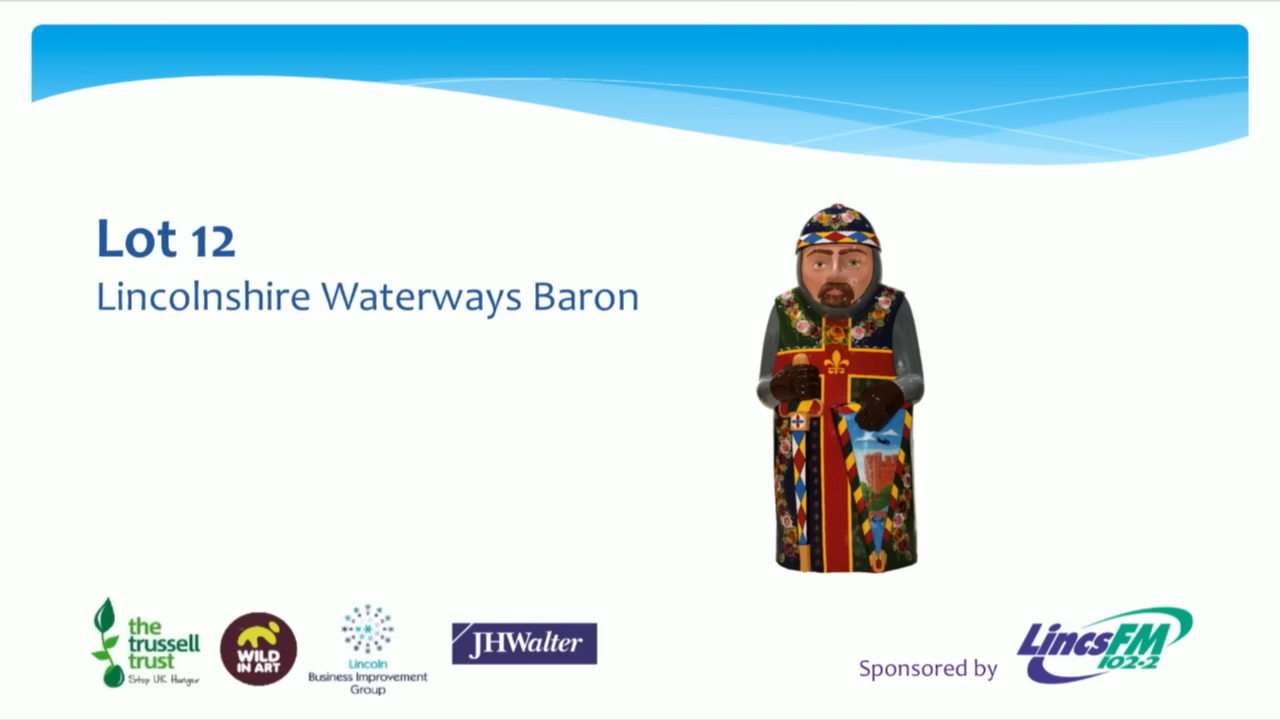 Lot 12
Lincolnshire Waterways Baron
the
trussell
trust
Stop UK Hunger
WILD
IN ART
Lincoln
Business Improvement
Group
JHWalter
Sponsored by
LincsFM
102·2